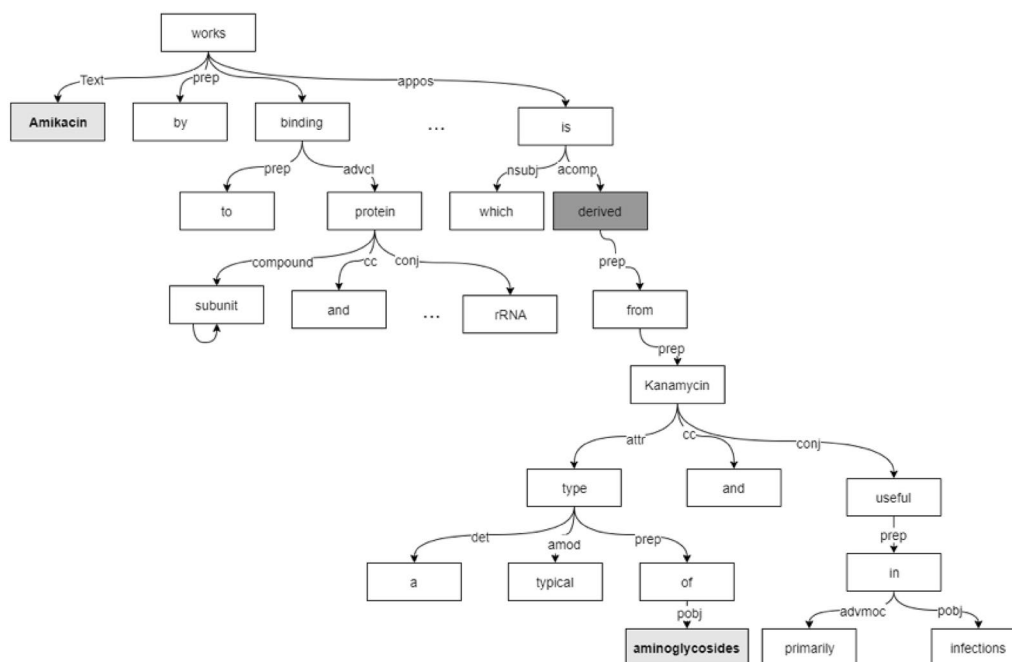 works
Text
prep
appos
Amikacin
by
binding
...
is
prep
advcl
nsubj
acomp
to
protein
which
derived
compound
cc
conj
prep
subunit
and
...
rRNA
from
prep
Kanamycin
attr
cc
conj
type
and
useful
det
amod
prep
prep
a
typical
of
in
pobj
advmoc
pobj
aminoglycosides
primarily
infections